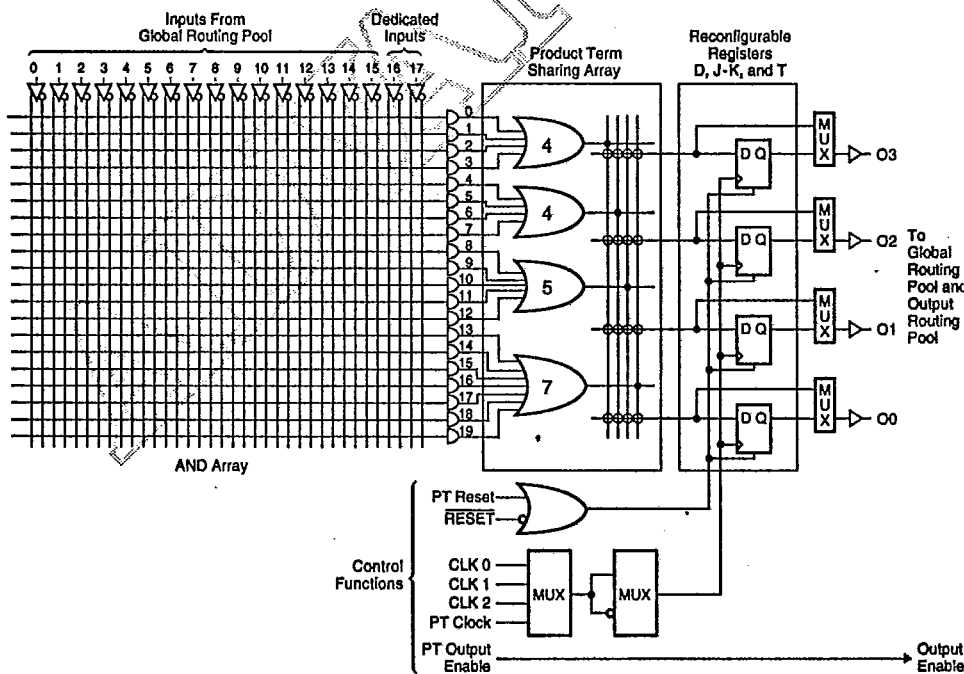 Inputs From
Global Routing Pool
Dedicated
Inputs
0 1 2 3 4 5 6 7 8 9 10 11 12 13 14 15 16 17
Product Term
Sharing Array
Reconfigurable
Registers
D, J-K, and T
0
1
2
3
4
5
6
7
8
9
10
11
12
13
14
15
16
17
18
19
4
4
5
7
D Q
D Q
D Q
D Q
MUX
MUX
MUX
MUX
O3
O2
O1
O0
To
Global
Routing
Pool and
Output
Routing
Pool
AND Array
Control
Functions
PT Reset
RESET
CLK 0
CLK 1
CLK 2
PT Clock
MUX
MUX
PT Output
Enable
Output
Enable